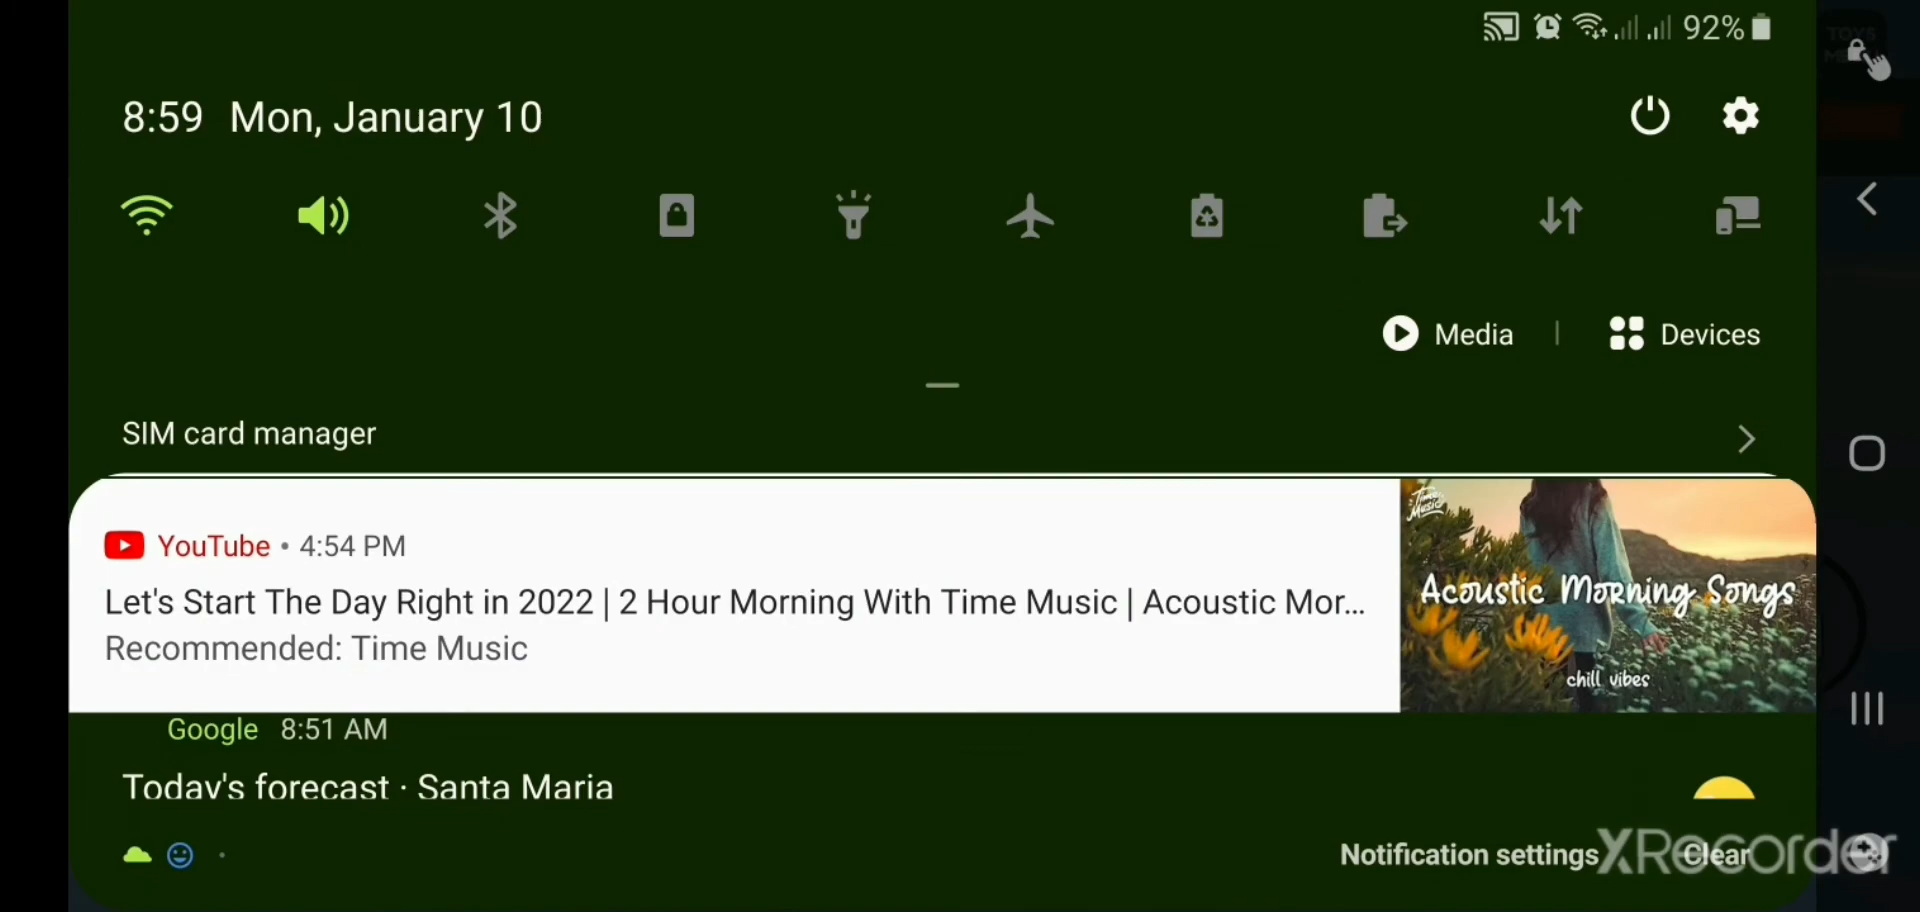 92%
8:59 Mon, January 10
Media | Devices
SIM card manager
YouTube • 4:54 PM
Let's Start The Day Right in 2022 | 2 Hour Morning With Time Music | Acoustic Mor...
Recommended: Time Music
Time Music
Acoustic Morning Songs
chill vibes
Google 8:51 AM
Today's forecast · Santa Maria
Notification settings
Clear
XRecorder